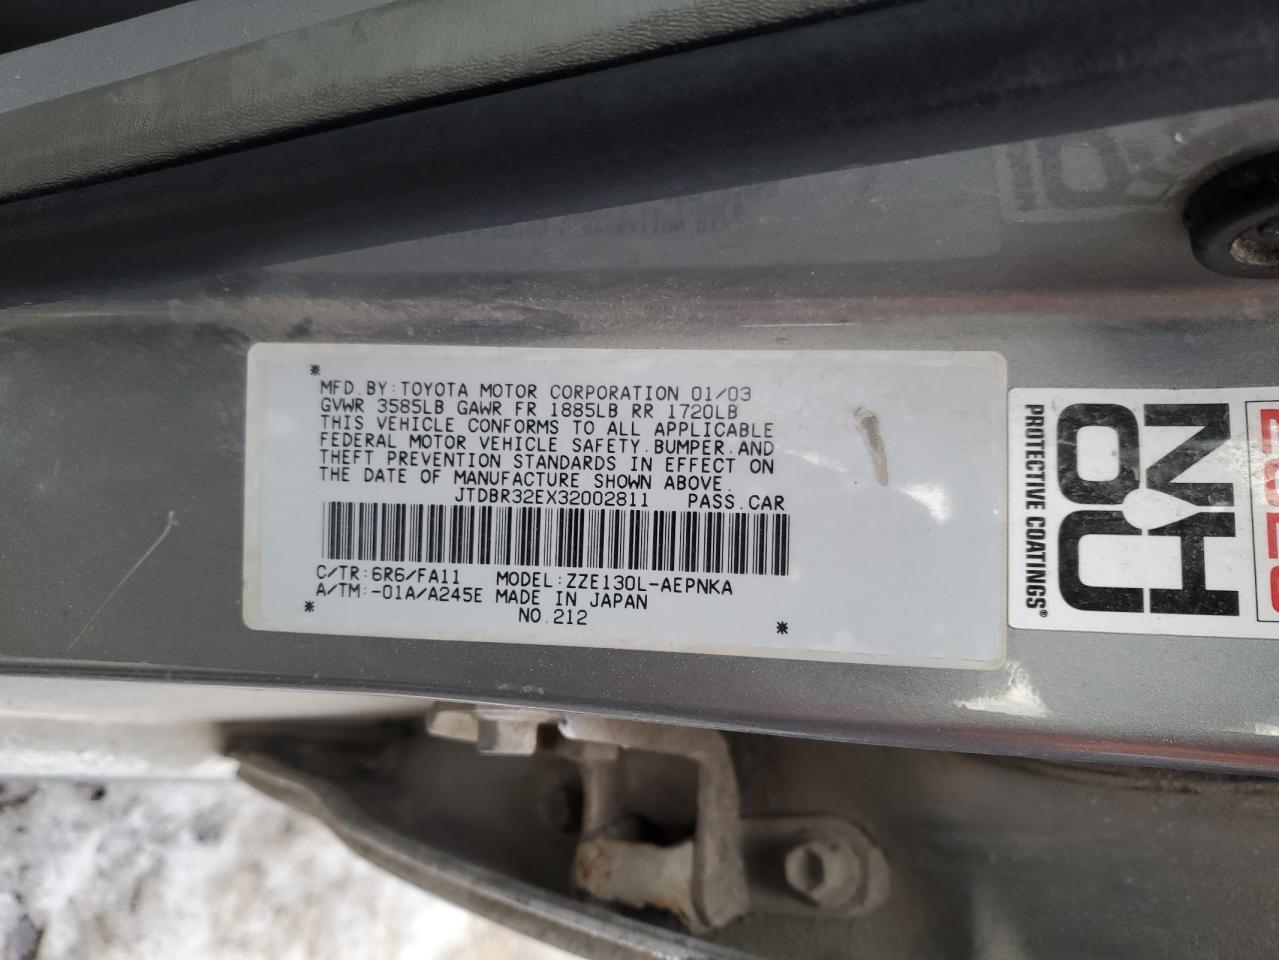 MFD.BY:TOYOTA MOTOR CORPORATION 01/03
GVWR 3585LB GAWR FR 1885LB RR 1720LB
THIS VEHICLE CONFORMS TO ALL APPLICABLE
FEDERAL MOTOR VEHICLE SAFETY.BUMPER.AND
THEFT PREVENTION STANDARDS IN EFFECT ON
THE DATE OF MANUFACTURE SHOWN ABOVE.
JTDBR32EX32002811 PASS.CAR
C/TR:6R6/FA11 MODEL:ZZE130L-AEPNKA
A/TM:-01A/A245E MADE IN JAPAN
NO.212
PROTECTIVE COATINGS®